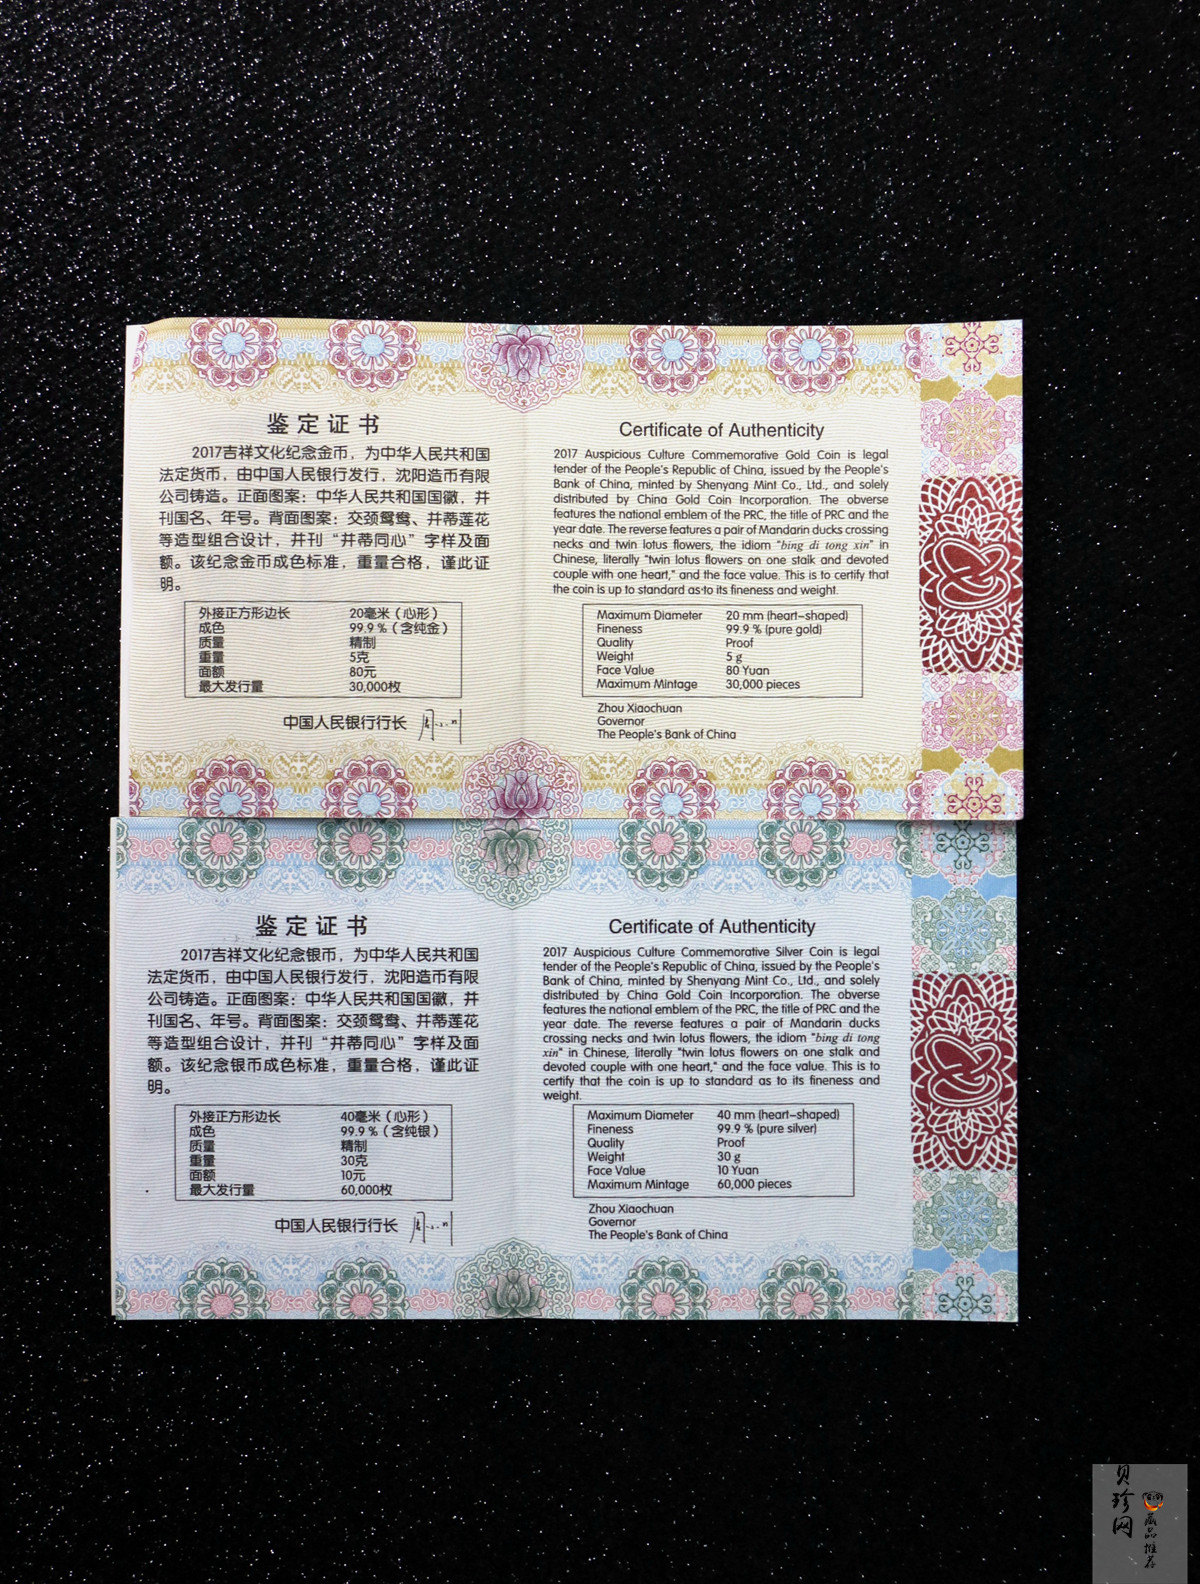 鉴定证书
2017吉祥文化纪念金币，为中华人民共和国
法定货币，由中国人民银行发行，沈阳造币有限
公司铸造。正面图案：中华人民共和国国徽，并
刊国名、年号。背面图案：交颈鸳鸯、并蒂莲花
等造型组合设计，并刊“并蒂同心”字样及面
额。该纪念金币成色标准，重量合格，谨此证
明。
外接正方形边长 20毫米（心形）
成色 99.9％（含纯金）
质量 精制
重量 5克
面额 80元
最大发行量 30,000枚
中国人民银行行长
Certificate of Authenticity
2017 Auspicious Culture Commemorative Gold Coin is legal
tender of the People's Republic of China, issued by the People's
Bank of China, minted by Shenyang Mint Co., Ltd., and solely
distributed by China Gold Coin Incorporation. The obverse
features the national emblem of the PRC, the title of PRC and the
year date. The reverse features a pair of Mandarin ducks crossing
necks and twin lotus flowers, the idiom "bing di tong xin" in
Chinese, literally "twin lotus flowers on one stalk and devoted
couple with one heart," and the face value. This is to certify that
the coin is up to standard as to its fineness and weight.
Maximum Diameter 20 mm (heart-shaped)
Fineness 99.9 % (pure gold)
Quality Proof
Weight 5 g
Face Value 80 Yuan
Maximum Mintage 30,000 pieces
Zhou Xiaochuan
Governor
The People's Bank of China
鉴定证书
2017吉祥文化纪念银币，为中华人民共和国
法定货币，由中国人民银行发行，沈阳造币有限
公司铸造。正面图案：中华人民共和国国徽，并
刊国名、年号。背面图案：交颈鸳鸯、并蒂莲花
等造型组合设计，并刊“并蒂同心”字样及面
额。该纪念银币成色标准，重量合格，谨此证
明。
外接正方形边长 40毫米（心形）
成色 99.9％（含纯银）
质量 精制
重量 30克
面额 10元
最大发行量 60,000枚
中国人民银行行长
Certificate of Authenticity
2017 Auspicious Culture Commemorative Silver Coin is legal
tender of the People's Republic of China, issued by the People's
Bank of China, minted by Shenyang Mint Co., Ltd., and solely
distributed by China Gold Coin Incorporation. The obverse
features the national emblem of the PRC, the title of PRC and the
year date. The reverse features a pair of Mandarin ducks
crossing necks and twin lotus flowers, the idiom "bing di tong
xin" in Chinese, literally "twin lotus flowers on one stalk and
devoted couple with one heart," and the face value. This is to
certify that the coin is up to standard as to its fineness and
weight.
Maximum Diameter 40 mm (heart-shaped)
Fineness 99.9 % (pure silver)
Quality Proof
Weight 30 g
Face Value 10 Yuan
Maximum Mintage 60,000 pieces
Zhou Xiaochuan
Governor
The People's Bank of China
贝珍网
藏品推荐